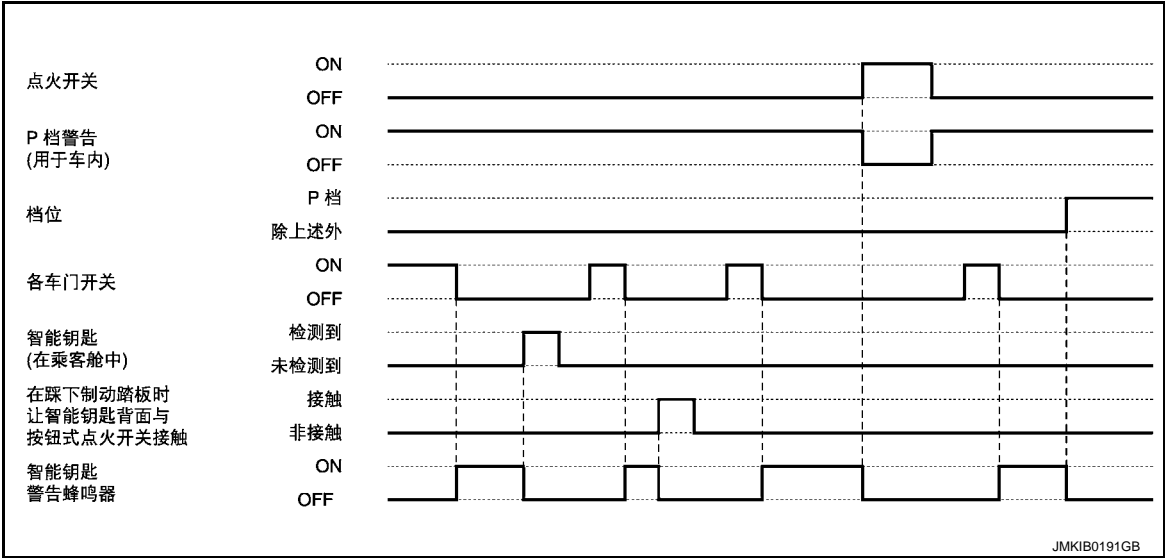 点火开关
ON
OFF
P 档警告
(用于车内)
ON
OFF
档位
P 档
除上述外
各车门开关
ON
OFF
智能钥匙
(在乘客舱中)
检测到
未检测到
在踩下制动踏板时
让智能钥匙背面与
按钮式点火开关接触
接触
非接触
智能钥匙
警告蜂鸣器
ON
OFF
JMKIB0191GB